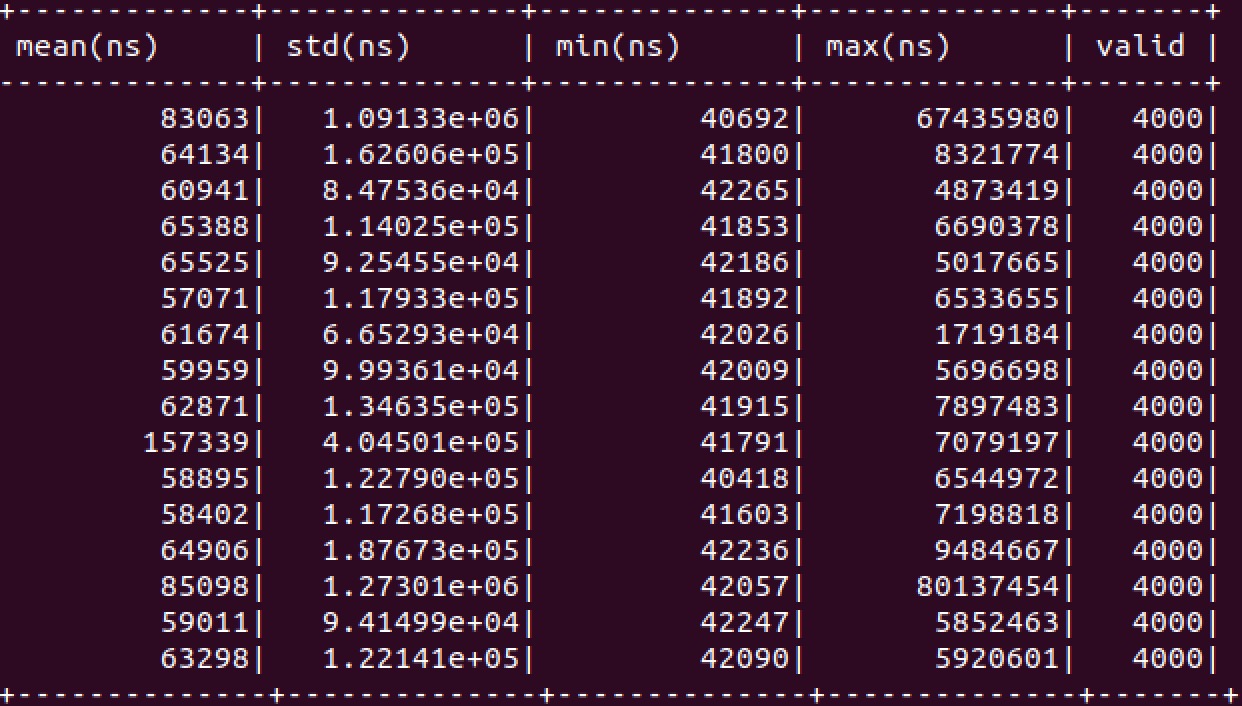 +--------------+--------------+--------------+--------------+-------+
mean(ns) | std(ns) | min(ns) | max(ns) | valid |
--------------+--------------+--------------+--------------+-------+
83063| 1.09133e+06| 40692| 67435980| 4000|
64134| 1.62606e+05| 41800| 8321774| 4000|
60941| 8.47536e+04| 42265| 4873419| 4000|
65388| 1.14025e+05| 41853| 6690378| 4000|
65525| 9.25455e+04| 42186| 5017665| 4000|
57071| 1.17933e+05| 41892| 6533655| 4000|
61674| 6.65293e+04| 42026| 1719184| 4000|
59959| 9.99361e+04| 42009| 5696698| 4000|
62871| 1.34635e+05| 41915| 7897483| 4000|
157339| 4.04501e+05| 41791| 7079197| 4000|
58895| 1.22790e+05| 40418| 6544972| 4000|
58402| 1.17268e+05| 41603| 7198818| 4000|
64906| 1.87673e+05| 42236| 9484667| 4000|
85098| 1.27301e+06| 42057| 80137454| 4000|
59011| 9.41499e+04| 42247| 5852463| 4000|
63298| 1.22141e+05| 42090| 5920601| 4000|
+--------------+--------------+--------------+--------------+-------+